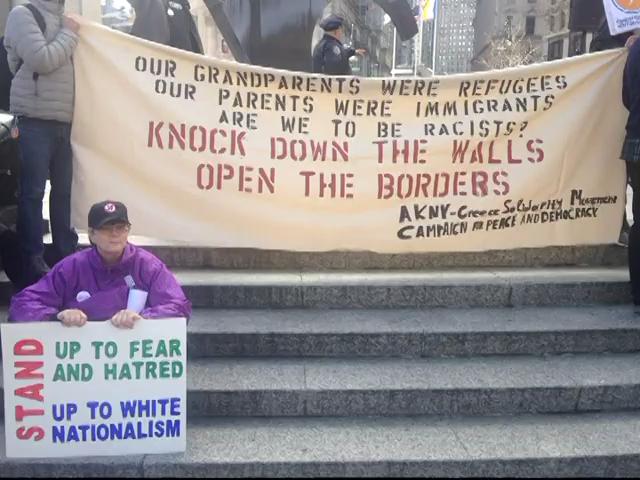 OUR GRANDPARENTS WERE REFUGEES
OUR PARENTS WERE IMMIGRANTS
ARE WE TO BE RACISTS?
KNOCK DOWN THE WALLS
OPEN THE BORDERS
AKNY-Greece Solidarity Movement
CAMPAIGN FOR PEACE AND DEMOCRACY
STAND
UP TO FEAR
AND HATRED
UP TO WHITE
NATIONALISM